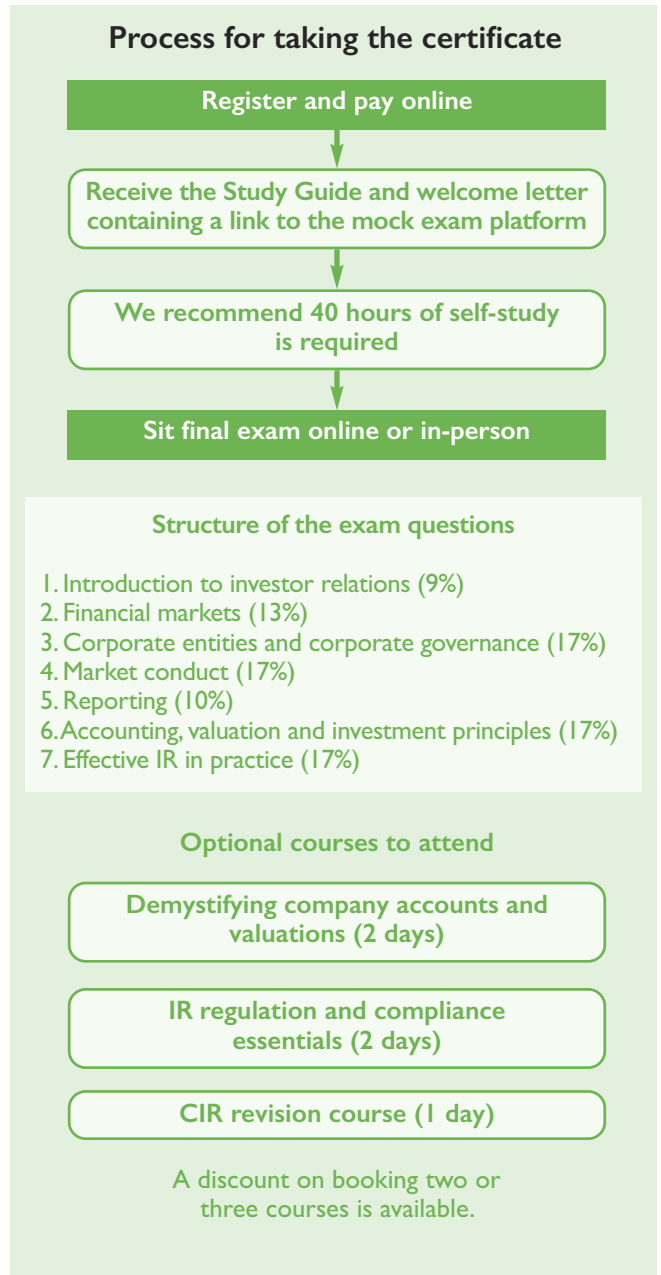 Process for taking the certificate
Register and pay online
Receive the Study Guide and welcome letter
containing a link to the mock exam platform
We recommend 40 hours of self-study
is required
Sit final exam online or in-person
Structure of the exam questions
1. Introduction to investor relations (9%)
2. Financial markets (13%)
3. Corporate entities and corporate governance (17%)
4. Market conduct (17%)
5. Reporting (10%)
6. Accounting, valuation and investment principles (17%)
7. Effective IR in practice (17%)
Optional courses to attend
Demystifying company accounts and
valuations (2 days)
IR regulation and compliance
essentials (2 days)
CIR revision course (1 day)
A discount on booking two or
three courses is available.